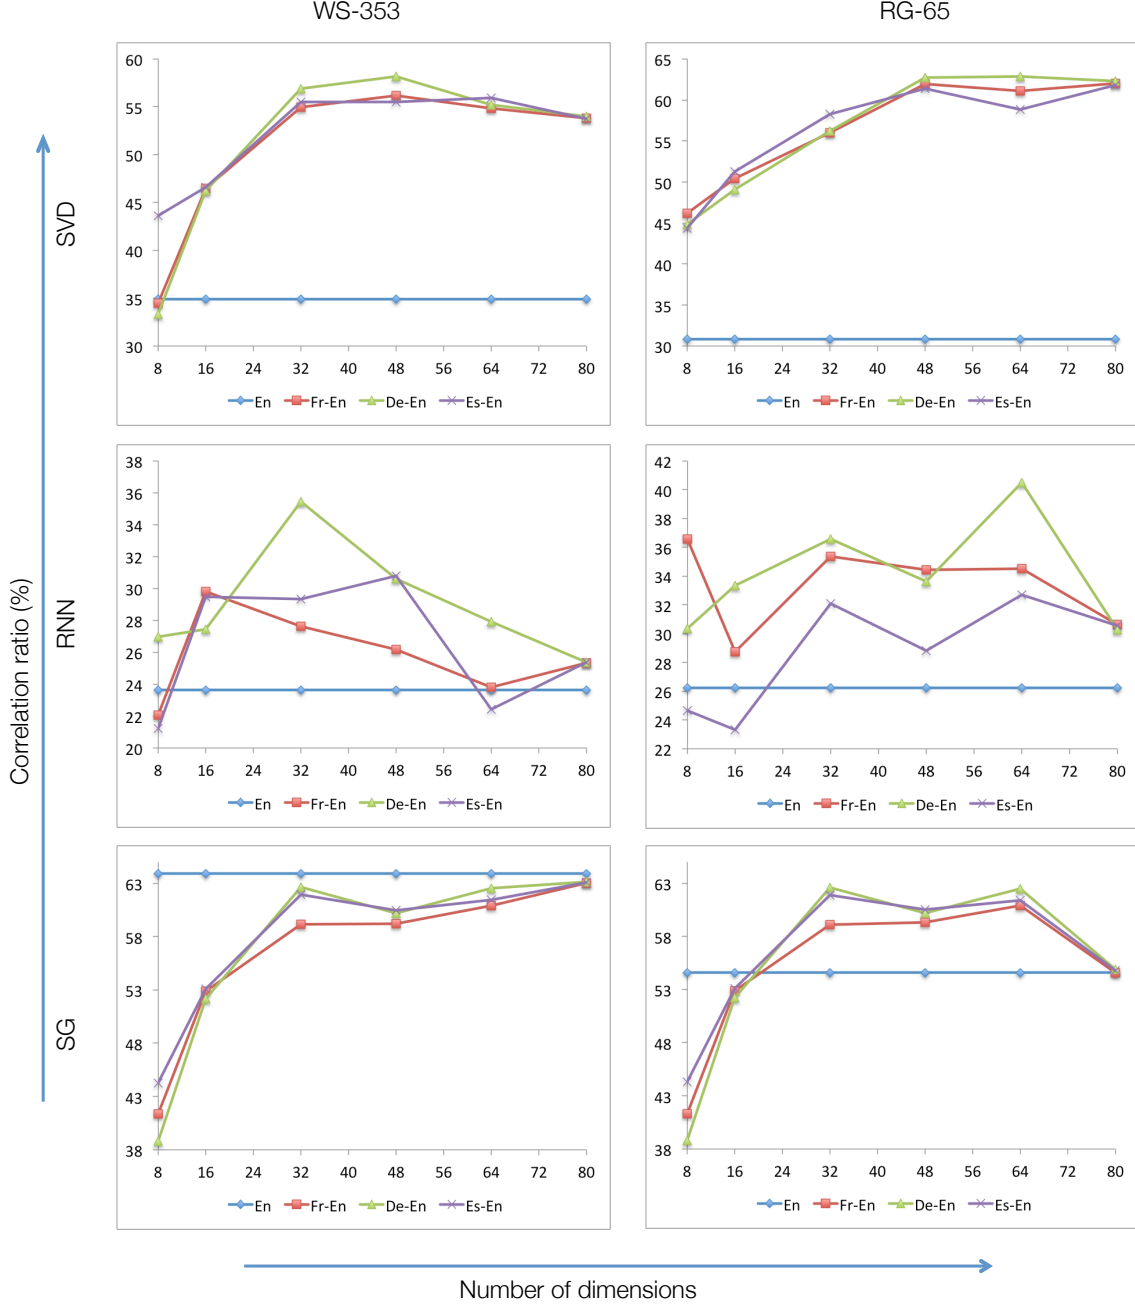 WS-353 RG-65
SVD
60
55
50
45
40
35
30
8 16 24 32 40 48 56 64 72 80
En Fr-En De-En Es-En
65
60
55
50
45
40
35
30
8 16 24 32 40 48 56 64 72 80
En Fr-En De-En Es-En
Correlation ratio (%)
RNN
38
36
34
32
30
28
26
24
22
20
8 16 24 32 40 48 56 64 72 80
En Fr-En De-En Es-En
42
40
38
36
34
32
30
28
26
24
22
8 16 24 32 40 48 56 64 72 80
En Fr-En De-En Es-En
SG
63
58
53
48
43
38
8 16 24 32 40 48 56 64 72 80
En Fr-En De-En Es-En
63
58
53
48
43
38
8 16 24 32 40 48 56 64 72 80
En Fr-En De-En Es-En
Number of dimensions